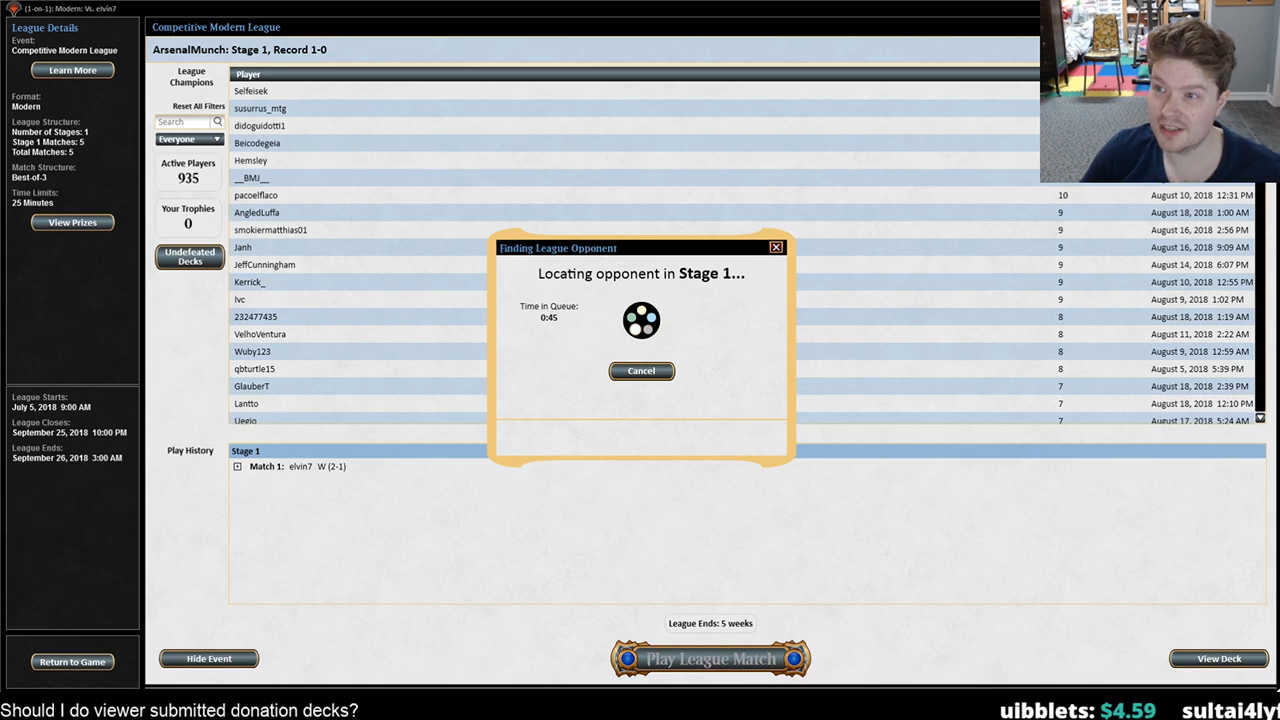 (1-on-1): Modern: Vs. elvin7
League Details
Event:
Competitive Modern League
Learn More
Format:
Modern
League Structure:
Number of Stages: 1
Stage 1 Matches: 5
Total Matches: 5
Match Structure:
Best-of-3
Time Limits:
25 Minutes
View Prizes
League Starts:
July 5, 2018 9:00 AM
League Closes:
September 25, 2018 10:00 PM
League Ends:
September 26, 2018 3:00 AM
Return to Game
Competitive Modern League
ArsenalMunch: Stage 1, Record 1-0
League
Champions
Reset All Filters
Search
Everyone
Active Players
935
Your Trophies
0
Undefeated
Decks
Player
Selfeisek
susurrus_mtg
didoguidotti1
Beicodegeia
Hemsley
__BMJ__
pacoelflaco 10 August 10, 2018 12:31 PM
AngledLuffa 9 August 18, 2018 1:00 AM
smokiermatthias01 9 August 16, 2018 2:56 PM
Janh 9 August 16, 2018 9:09 AM
JeffCunningham 9 August 14, 2018 6:07 PM
Kerrick_ 9 August 10, 2018 12:55 PM
lvc 9 August 9, 2018 1:02 PM
232477435 8 August 18, 2018 1:19 AM
VelhoVentura 8 August 11, 2018 2:22 AM
Wuby123 8 August 9, 2018 12:59 AM
qbturtle15 8 August 5, 2018 5:39 PM
GlauberT 7 August 18, 2018 2:39 PM
Lantto 7 August 18, 2018 12:10 PM
Uegio 7 August 17, 2018 5:24 AM
Finding League Opponent
Locating opponent in Stage 1...
Time in Queue:
0:45
Cancel
Play History
Stage 1
Match 1: elvin7 W (2-1)
League Ends: 5 weeks
Hide Event
Play League Match
View Deck
Should I do viewer submitted donation decks?
uibblets: $4.59 sultai4ly